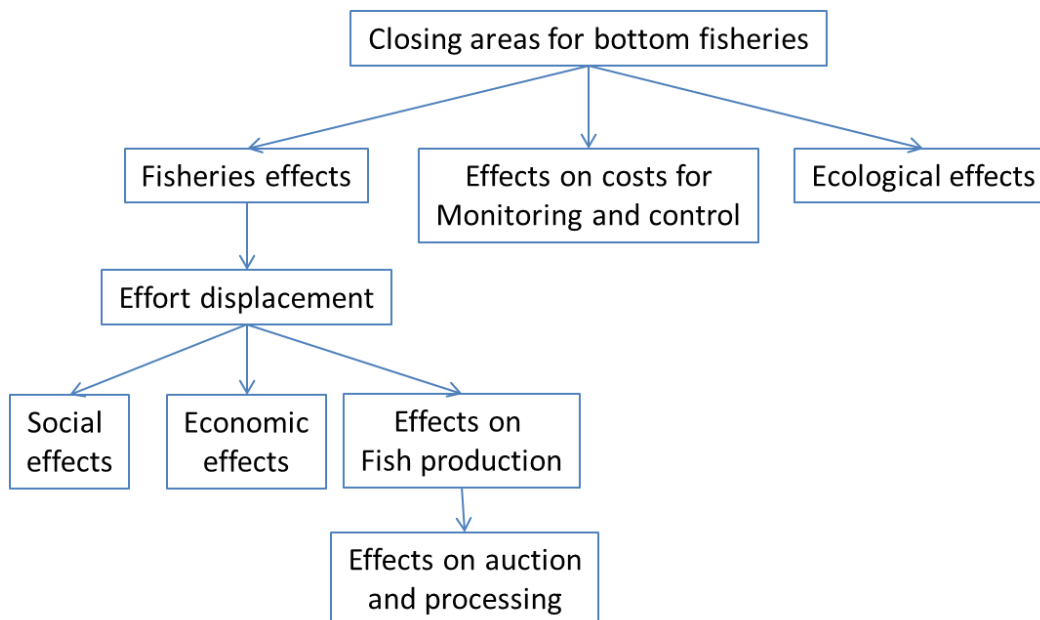 Closing areas for bottom fisheries
Fisheries effects
Effects on costs for
Monitoring and control
Ecological effects
Effort displacement
Social
effects
Economic
effects
Effects on
Fish production
Effects on auction
and processing